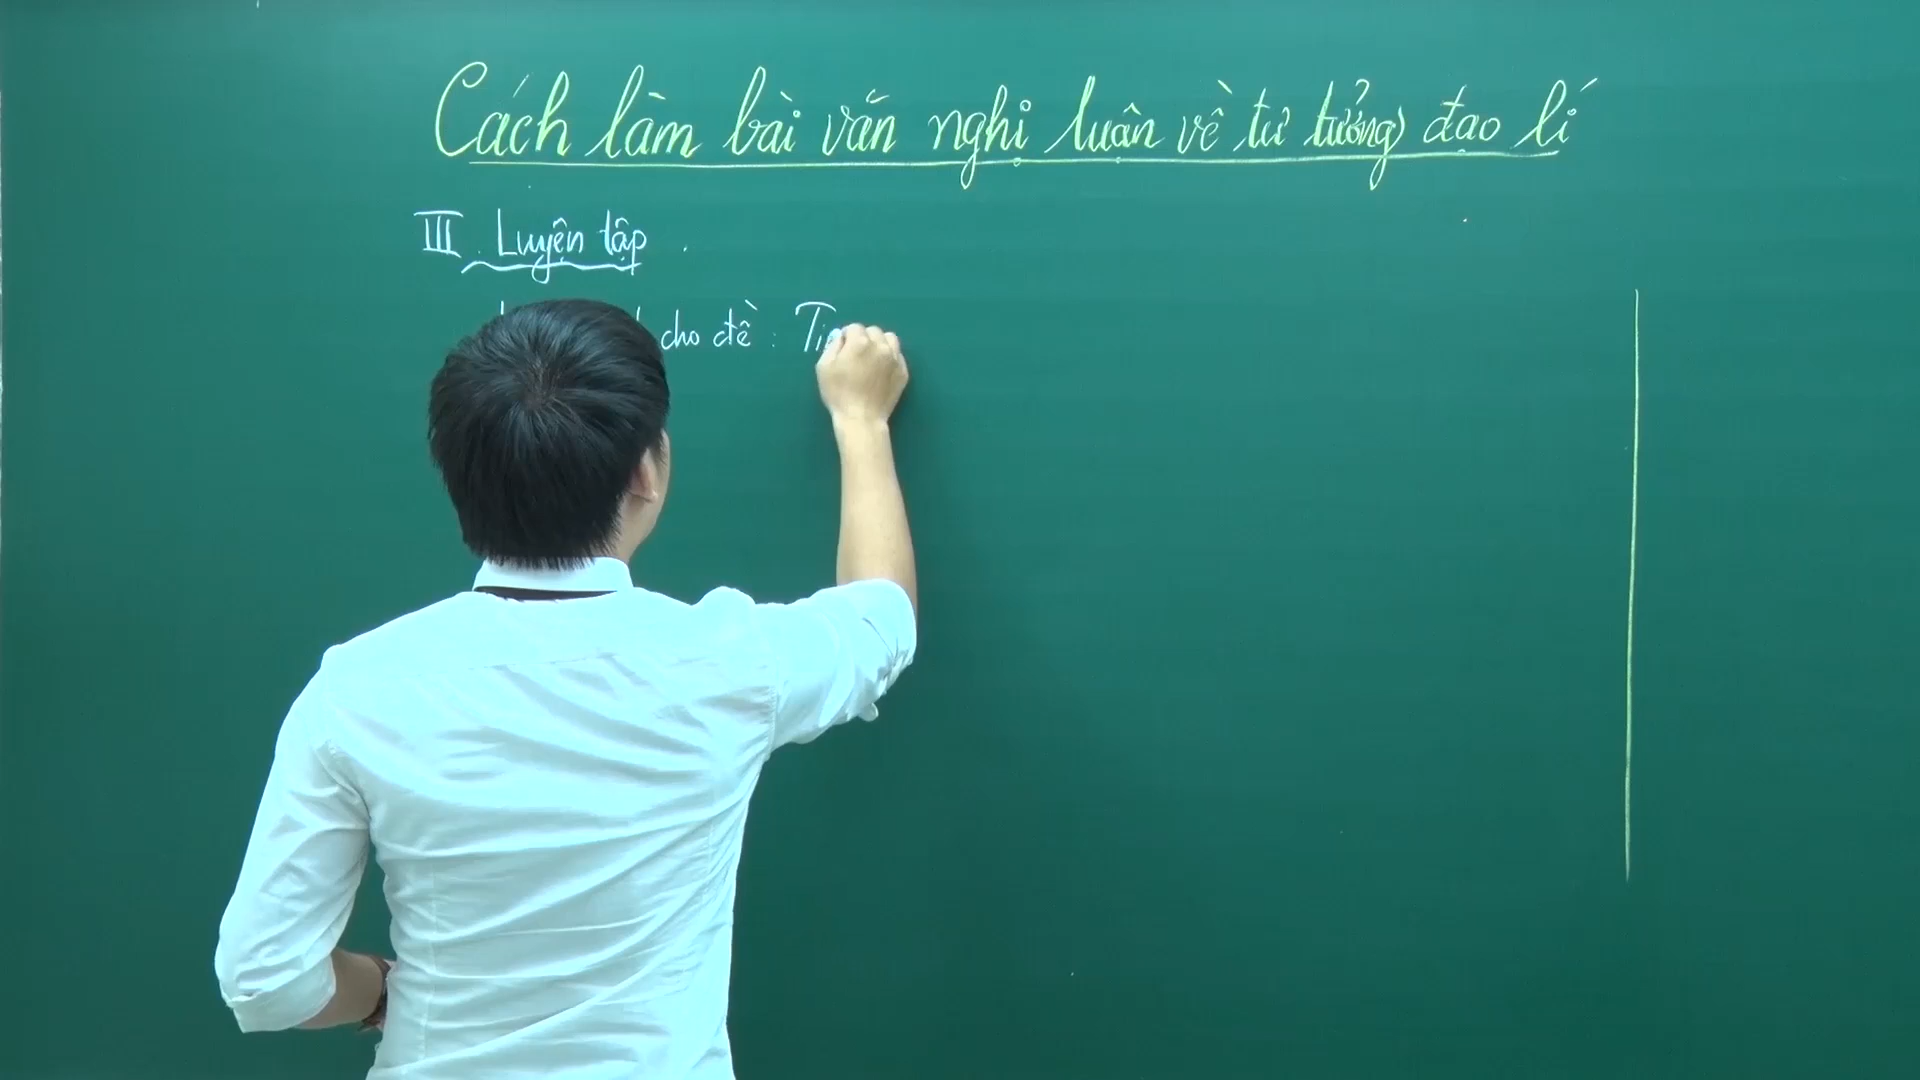 Cách làm bài văn nghị luận về tư tưởng đạo lí
III. Luyện tập
cho đề :